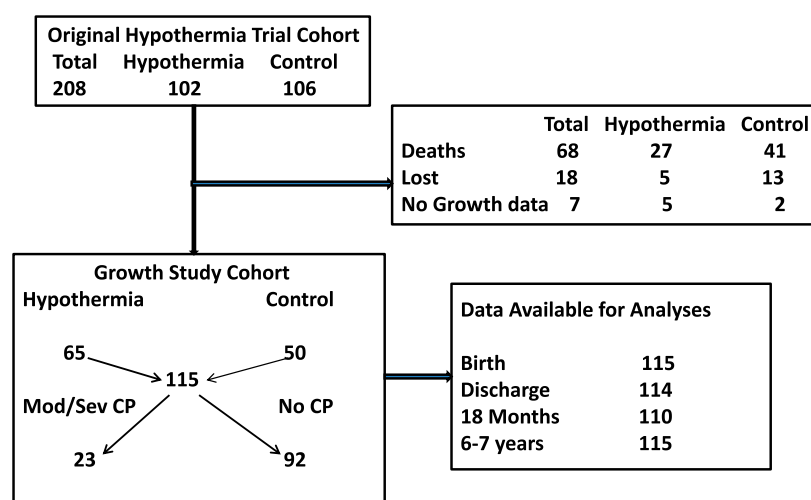 Original Hypothermia Trial Cohort
Total Hypothermia Control
208 102 106
Total Hypothermia Control
Deaths 68 27 41
Lost 18 5 13
No Growth data 7 5 2
Growth Study Cohort
Hypothermia Control
65 50
115
Mod/Sev CP No CP
23 92
Data Available for Analyses
Birth 115
Discharge 114
18 Months 110
6-7 years 115